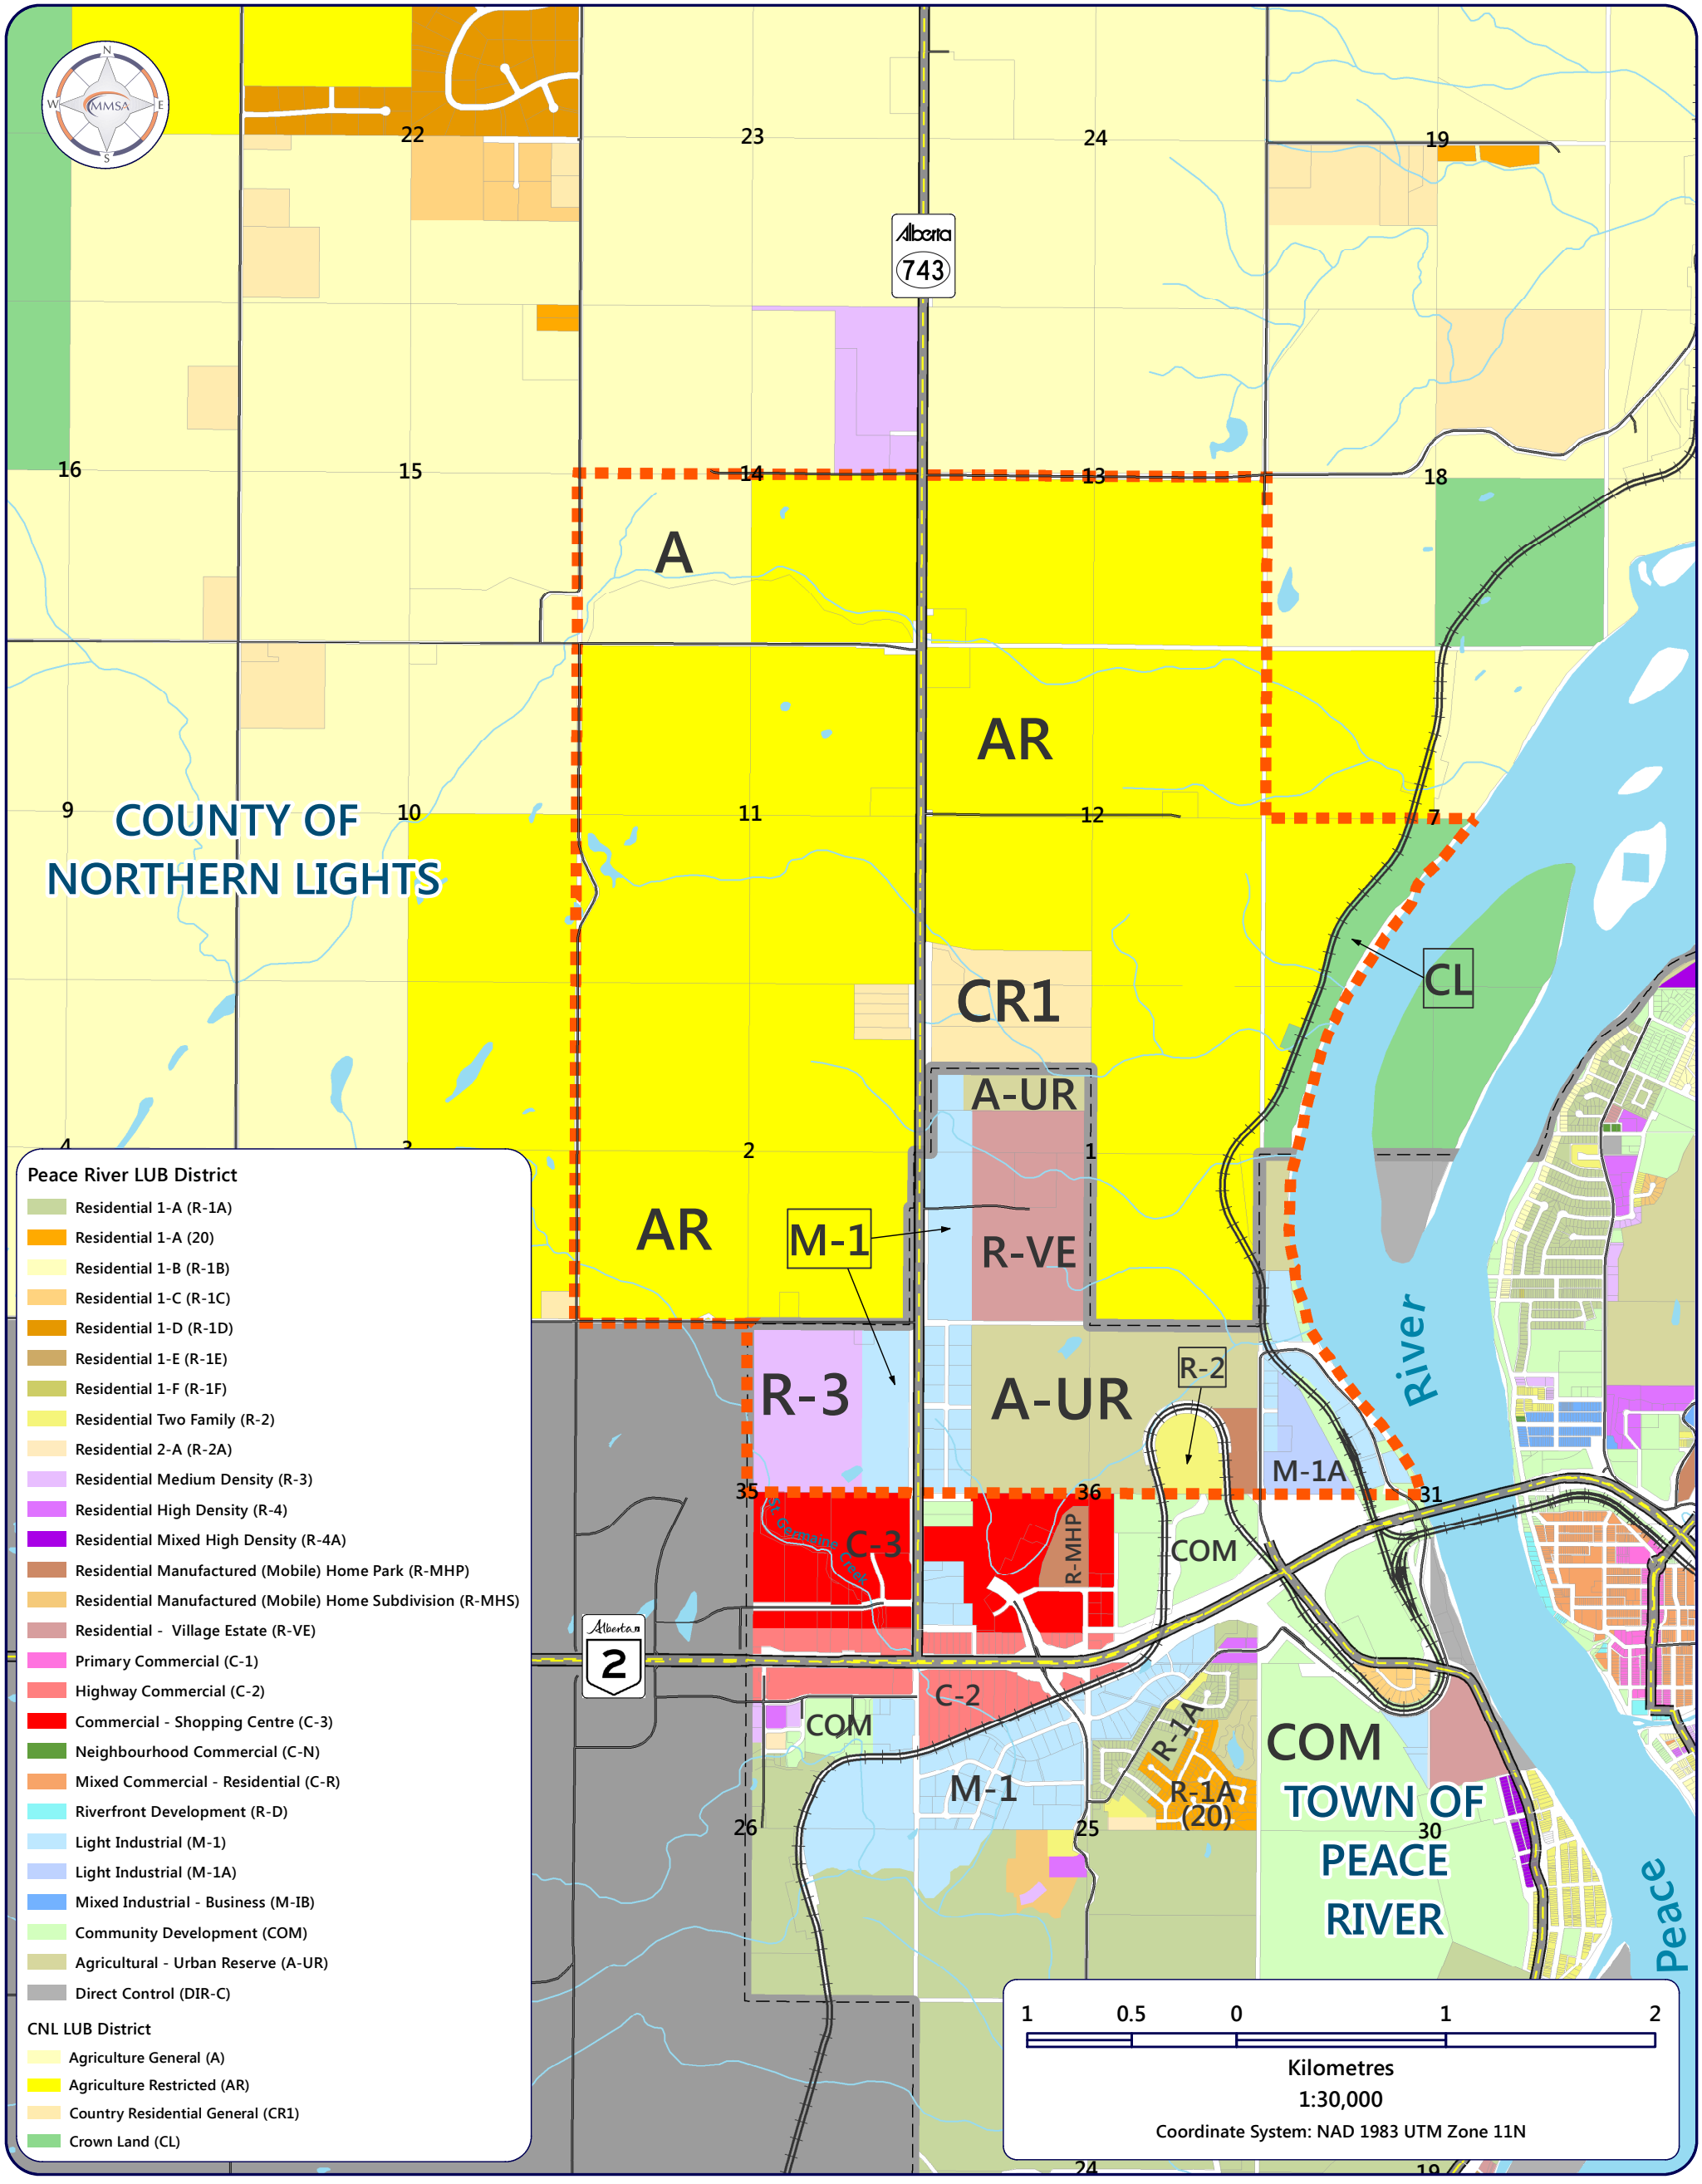 N
W MMSA E
S
22
23
24
19
Alberta
743
16
15
14
13
18
A
AR
9
10
11
12
7
COUNTY OF
NORTHERN LIGHTS
CL
CR1
A-UR
4
3
2
1
AR
M-1
R-VE
River
R-3
A-UR
R-2
M-1A
35
36
31
St. Germaine Creek
C-3
R-MHP
COM
Alberta
2
C-2
COM
R-1A
COM
M-1
R-1A
(20)
TOWN OF
PEACE
RIVER
26
25
30
Peace
24
19
Peace River LUB District
Residential 1-A (R-1A)
Residential 1-A (20)
Residential 1-B (R-1B)
Residential 1-C (R-1C)
Residential 1-D (R-1D)
Residential 1-E (R-1E)
Residential 1-F (R-1F)
Residential Two Family (R-2)
Residential 2-A (R-2A)
Residential Medium Density (R-3)
Residential High Density (R-4)
Residential Mixed High Density (R-4A)
Residential Manufactured (Mobile) Home Park (R-MHP)
Residential Manufactured (Mobile) Home Subdivision (R-MHS)
Residential - Village Estate (R-VE)
Primary Commercial (C-1)
Highway Commercial (C-2)
Commercial - Shopping Centre (C-3)
Neighbourhood Commercial (C-N)
Mixed Commercial - Residential (C-R)
Riverfront Development (R-D)
Light Industrial (M-1)
Light Industrial (M-1A)
Mixed Industrial - Business (M-IB)
Community Development (COM)
Agricultural - Urban Reserve (A-UR)
Direct Control (DIR-C)
CNL LUB District
Agriculture General (A)
Agriculture Restricted (AR)
Country Residential General (CR1)
Crown Land (CL)
1 0.5 0 1 2
Kilometres
1:30,000
Coordinate System: NAD 1983 UTM Zone 11N